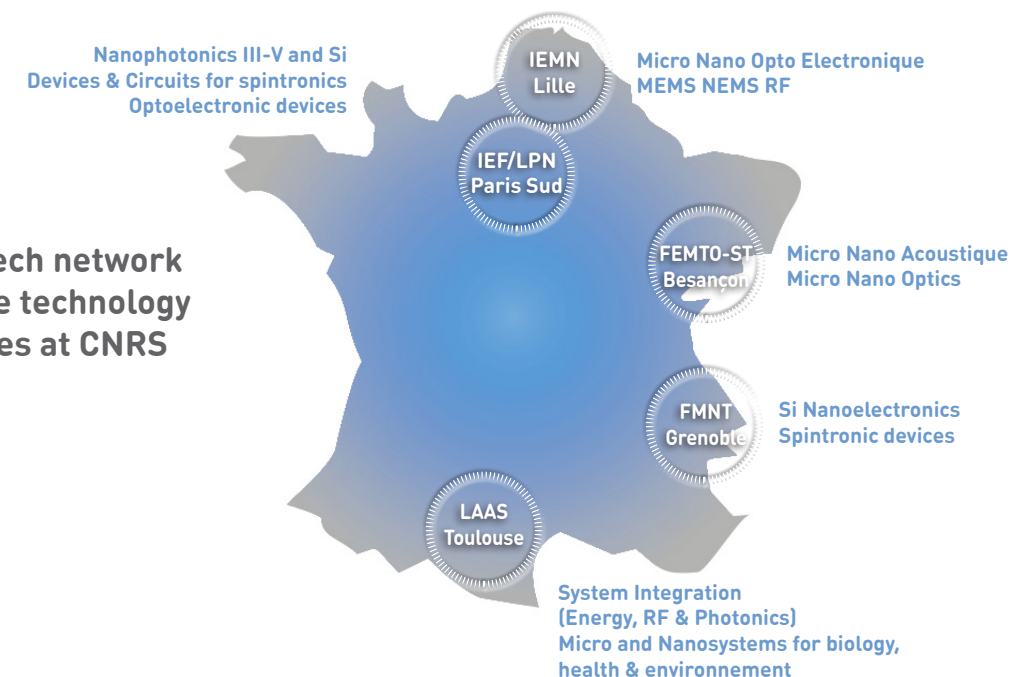 Nanophotonics III-V and Si
Devices & Circuits for spintronics
Optoelectronic devices
IEMN
Lille
Micro Nano Opto Electronique
MEMS NEMS RF
IEF/LPN
Paris Sud
ech network
e technology
es at CNRS
FEMTO-ST
Besançon
Micro Nano Acoustique
Micro Nano Optics
FMNT
Grenoble
Si Nanoelectronics
Spintronic devices
LAAS
Toulouse
System Integration
(Energy, RF & Photonics)
Micro and Nanosystems for biology,
health & environnement